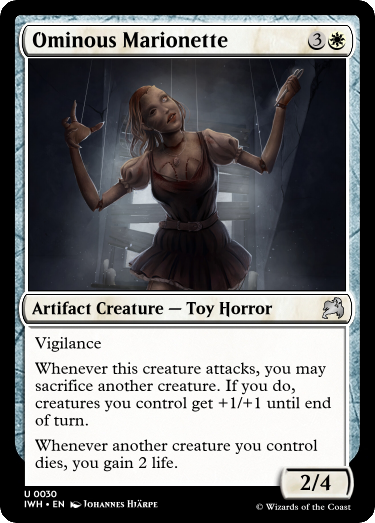 Ominous Marionette 3
Artifact Creature — Toy Horror
Vigilance
Whenever this creature attacks, you may
sacrifice another creature. If you do,
creatures you control get +1/+1 until end
of turn.
Whenever another creature you control
dies, you gain 2 life.
2/4
U 0030
IWH • EN Johannes Hiärpe
© Wizards of the Coast